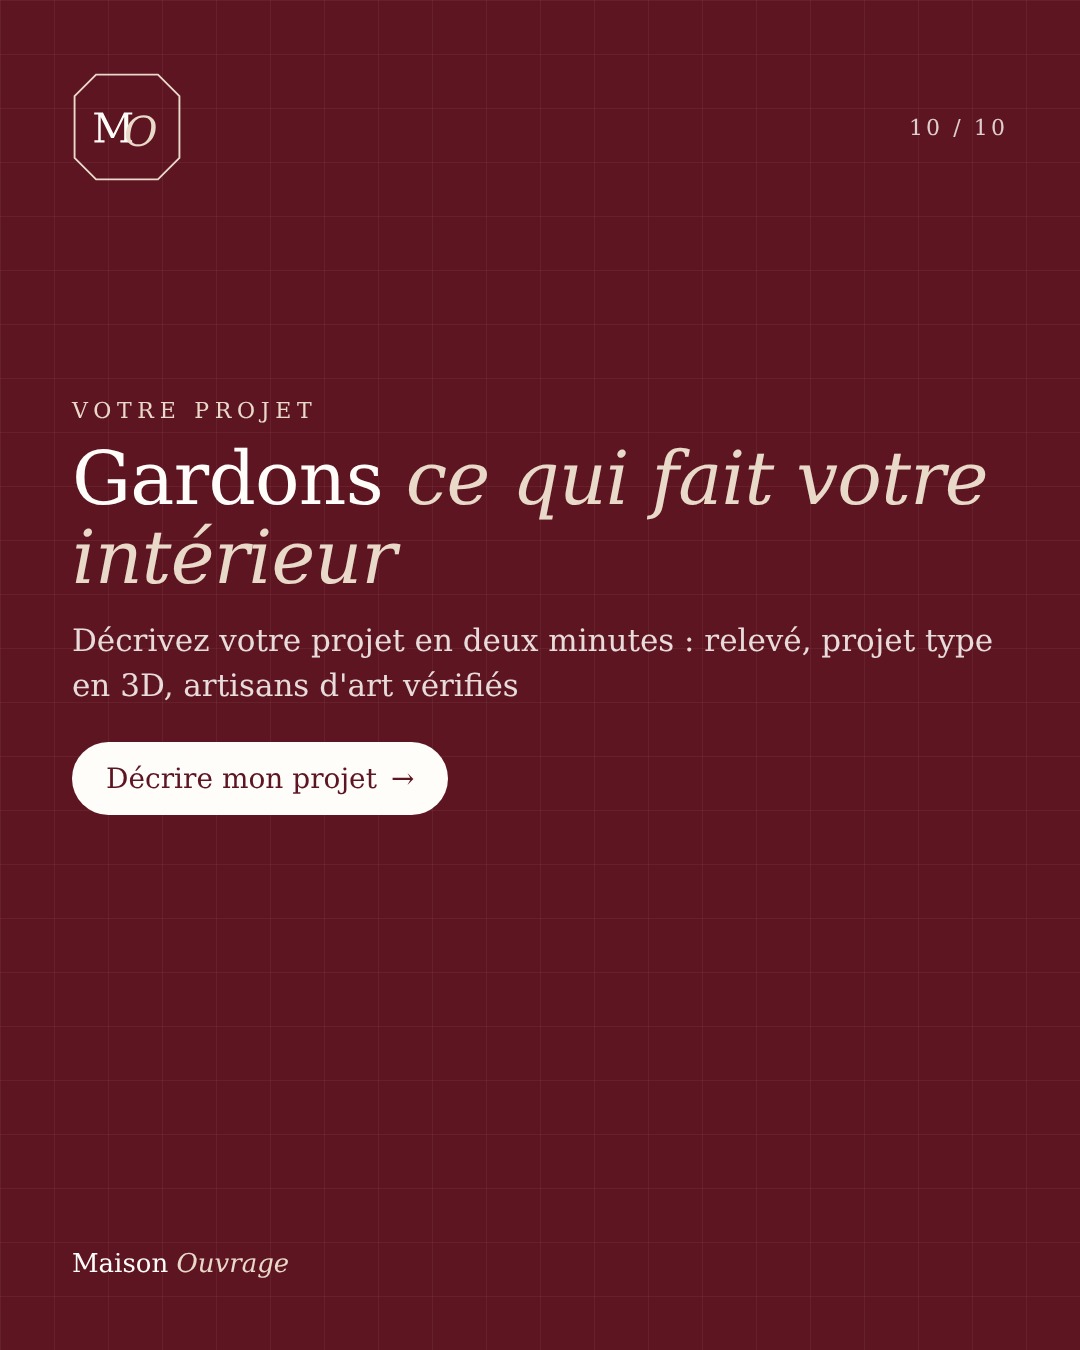 MO
10 / 10
VOTRE PROJET
Gardons ce qui fait votre
intérieur
Décrivez votre projet en deux minutes : relevé, projet type
en 3D, artisans d'art vérifiés
Décrire mon projet →
Maison Ouvrage